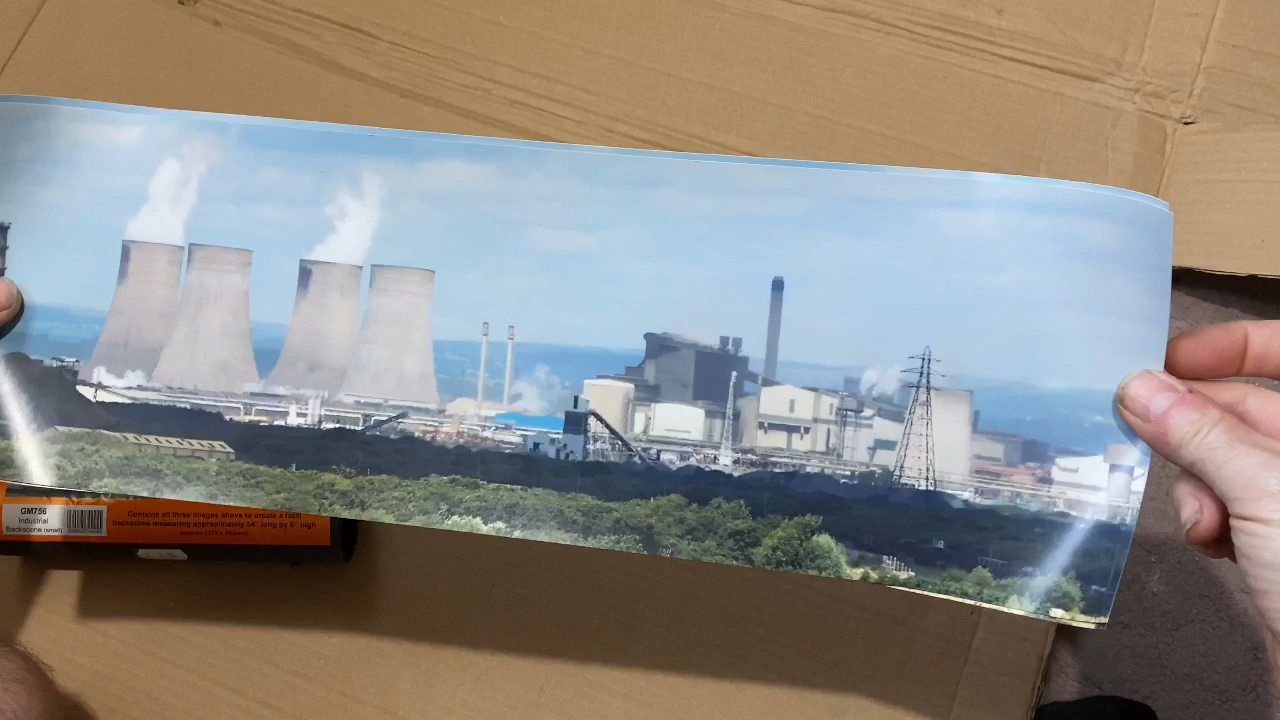 GM756
Industrial
Backscene (small)
Contains all three images above to create a total
backscene measuring approximately 54" long by 6" high